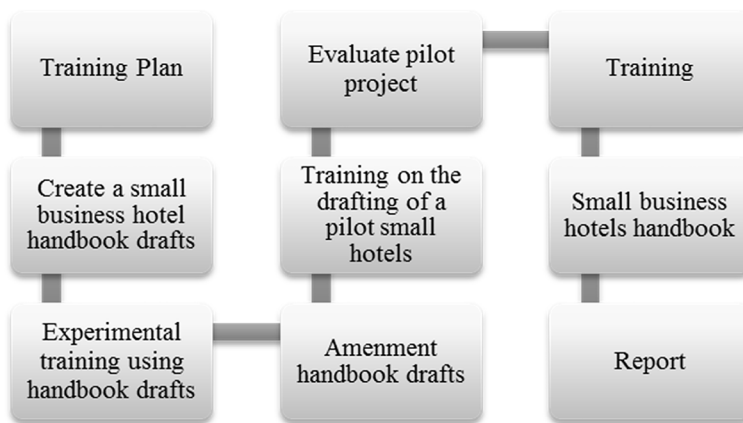 Training Plan
Create a small
business hotel
handbook drafts
Experimental
training using
handbook drafts
Amenment
handbook drafts
Training on the
drafting of a
pilot small
hotels
Evaluate pilot
project
Training
Small business
hotels handbook
Report